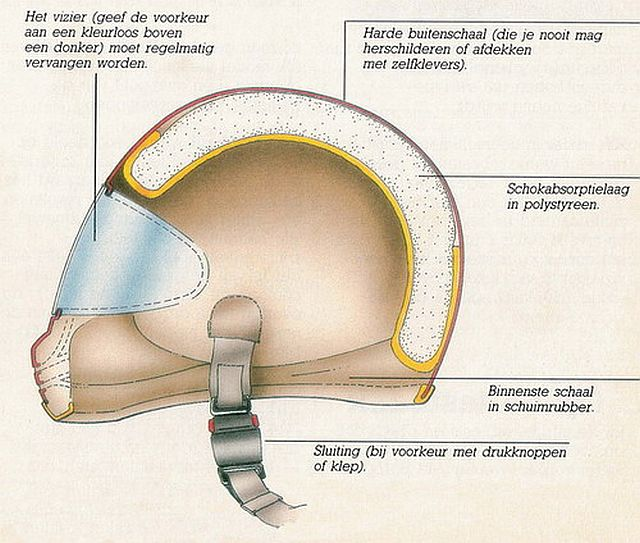 Het vizier (geef de voorkeur
aan een kleurloos boven
een donker) moet regelmatig
vervangen worden.
Harde buitenschaal (die je nooit mag
herschilderen of afdekken
met zelfklevers).
Schokabsorptielaag
in polystyreen.
Binnenste schaal
in schuimrubber.
Sluiting (bij voorkeur met drukknoppen
of klep).